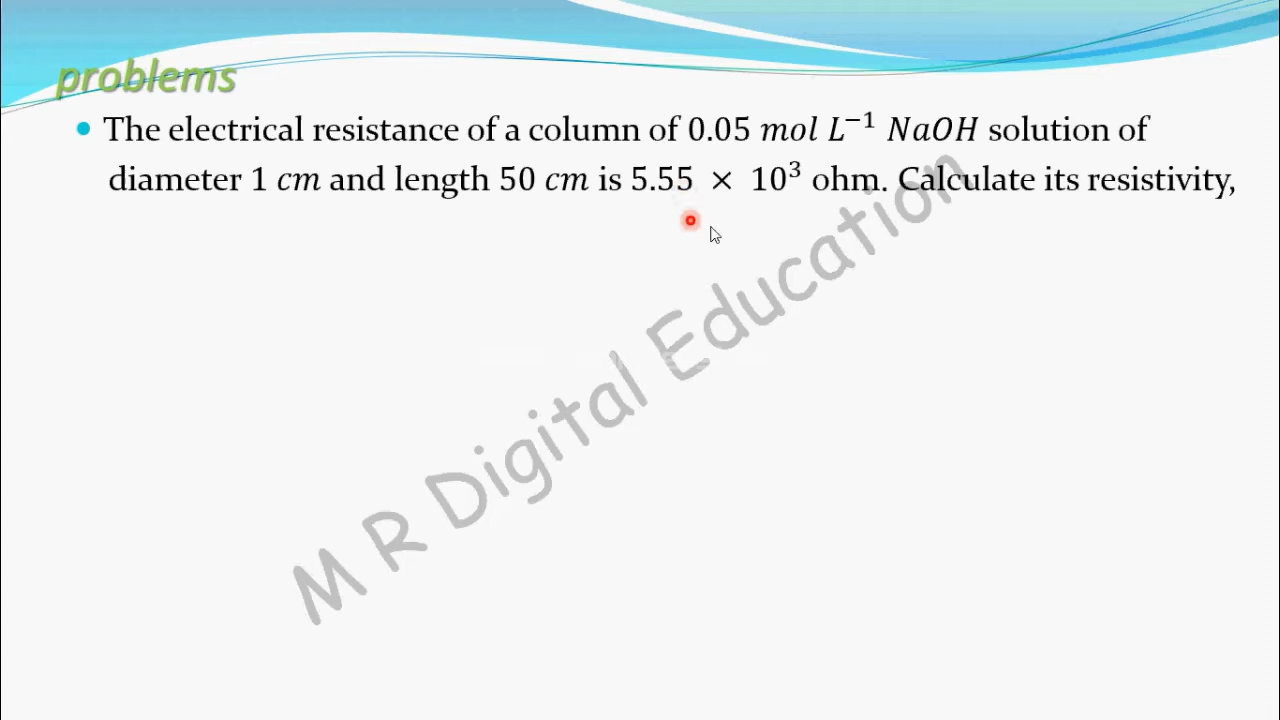 problems
• The electrical resistance of a column of 0.05 mol L⁻¹ NaOH solution of
diameter 1 cm and length 50 cm is 5.55 × 10³ ohm. Calculate its resistivity,
M R Digital Education